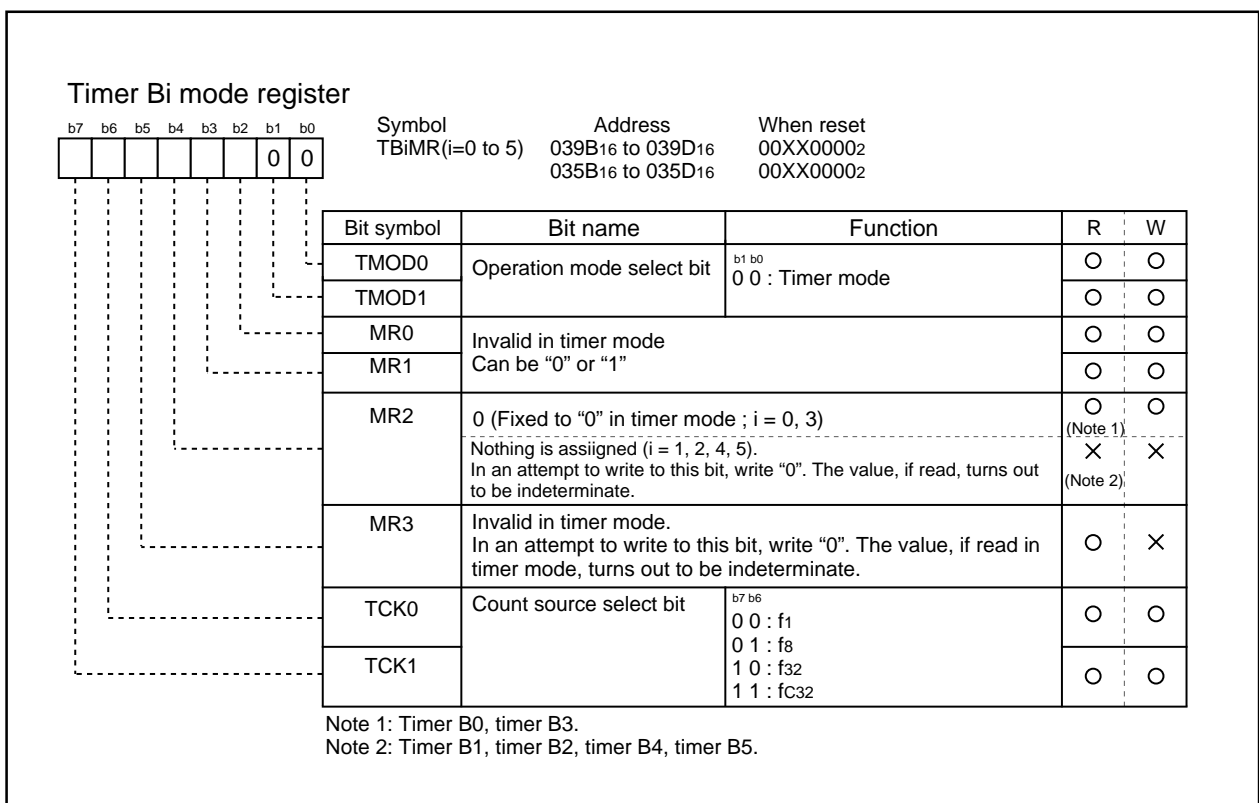 Timer Bi mode register
b7 b6 b5 b4 b3 b2 b1 b0
0 0
Symbol Address When reset
TBiMR(i=0 to 5) 039B16 to 039D16 00XX00002
035B16 to 035D16 00XX00002
Bit symbol Bit name Function R W
TMOD0 Operation mode select bit b1 b0
0 0 : Timer mode
TMOD1
MR0 Invalid in timer mode
Can be “0” or “1”
MR1
MR2 0 (Fixed to “0” in timer mode ; i = 0, 3)
(Note 1)
Nothing is assiigned (i = 1, 2, 4, 5).
In an attempt to write to this bit, write “0”. The value, if read, turns out
to be indeterminate.
(Note 2)
MR3 Invalid in timer mode.
In an attempt to write to this bit, write “0”. The value, if read in
timer mode, turns out to be indeterminate.
TCK0 Count source select bit b7 b6
0 0 : f1
0 1 : f8
TCK1 1 0 : f32
1 1 : fC32
Note 1: Timer B0, timer B3.
Note 2: Timer B1, timer B2, timer B4, timer B5.